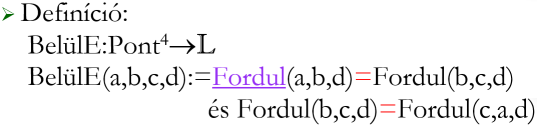 ➢ Definíció:
BelülE:Pont⁴→𝕃
BelülE(a,b,c,d):=Fordul(a,b,d)=Fordul(b,c,d)
és Fordul(b,c,d)=Fordul(c,a,d)